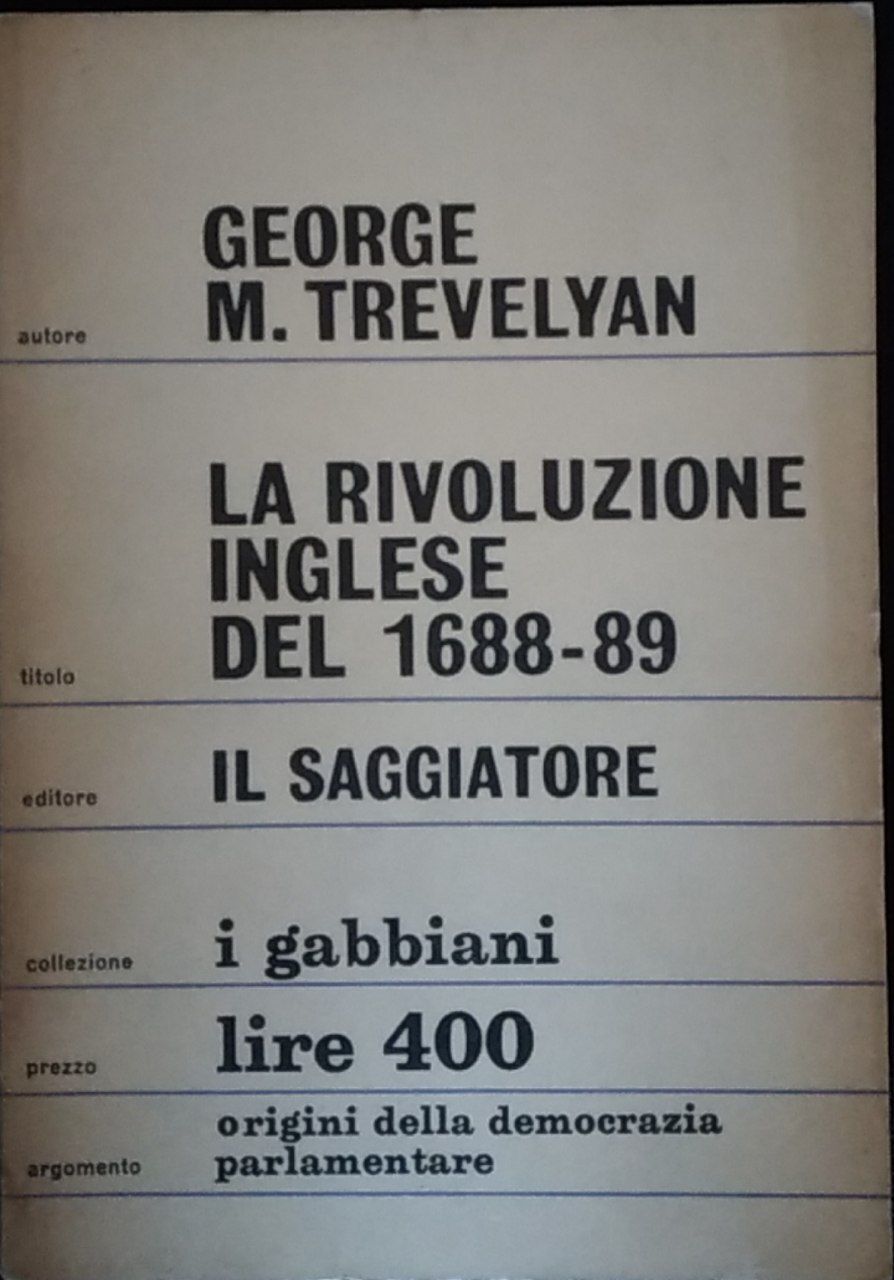 GEORGE
autore M. TREVELYAN
LA RIVOLUZIONE
INGLESE
titolo DEL 1688-89
editore IL SAGGIATORE
collezione i gabbiani
prezzo lire 400
origini della democrazia
argomento parlamentare